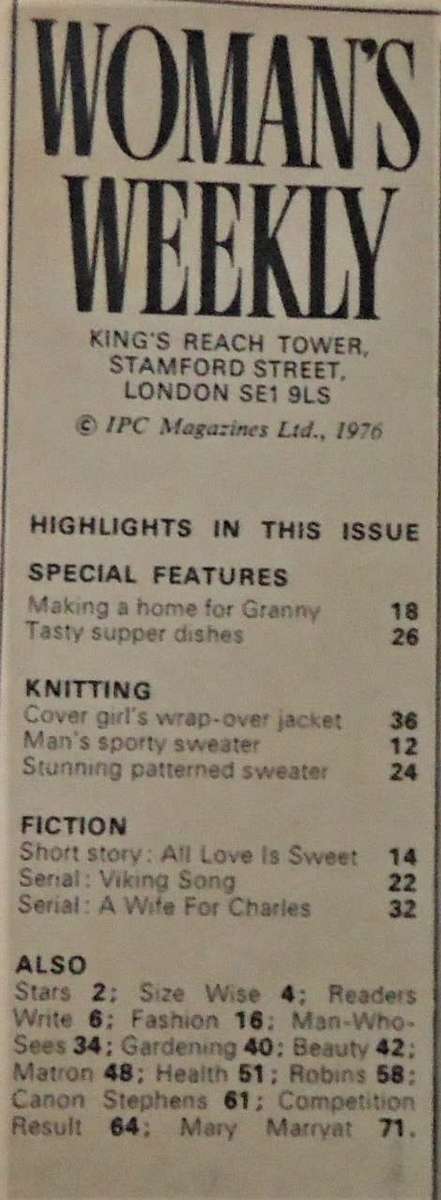 WOMAN'S
WEEKLY
KING'S REACH TOWER,
STAMFORD STREET,
LONDON SE1 9LS
© IPC Magazines Ltd., 1976
HIGHLIGHTS IN THIS ISSUE
SPECIAL FEATURES
Making a home for Granny 18
Tasty supper dishes 26
KNITTING
Cover girl's wrap-over jacket 36
Man's sporty sweater 12
Stunning patterned sweater 24
FICTION
Short story: All Love Is Sweet 14
Serial: Viking Song 22
Serial: A Wife For Charles 32
ALSO
Stars 2; Size Wise 4; Readers
Write 6; Fashion 16; Man-Who-
Sees 34; Gardening 40; Beauty 42;
Matron 48; Health 51; Robins 58;
Canon Stephens 61; Competition
Result 64; Mary Marryat 71.